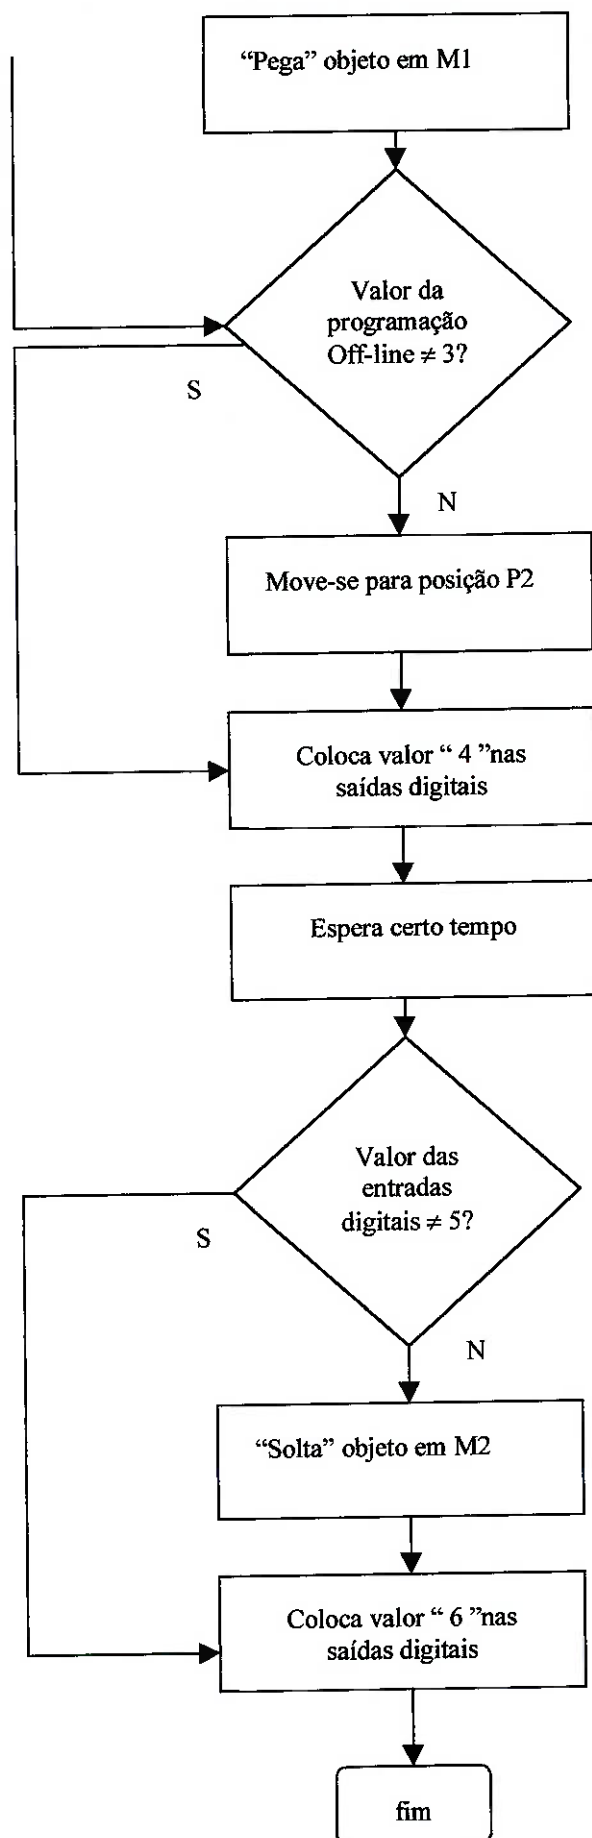 “Pega” objeto em M1
Valor da
programação
Off-line ≠ 3?
S
N
Move-se para posição P2
Coloca valor “ 4 ”nas
saídas digitais
Espera certo tempo
Valor das
entradas
digitais ≠ 5?
S
N
“Solta” objeto em M2
Coloca valor “ 6 ”nas
saídas digitais
fim